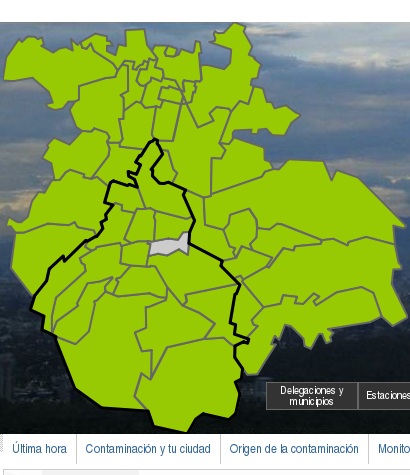 Delegaciones y
municipios
Estaciones
Última hora
Contaminación y tu ciudad
Origen de la contaminación
Monito